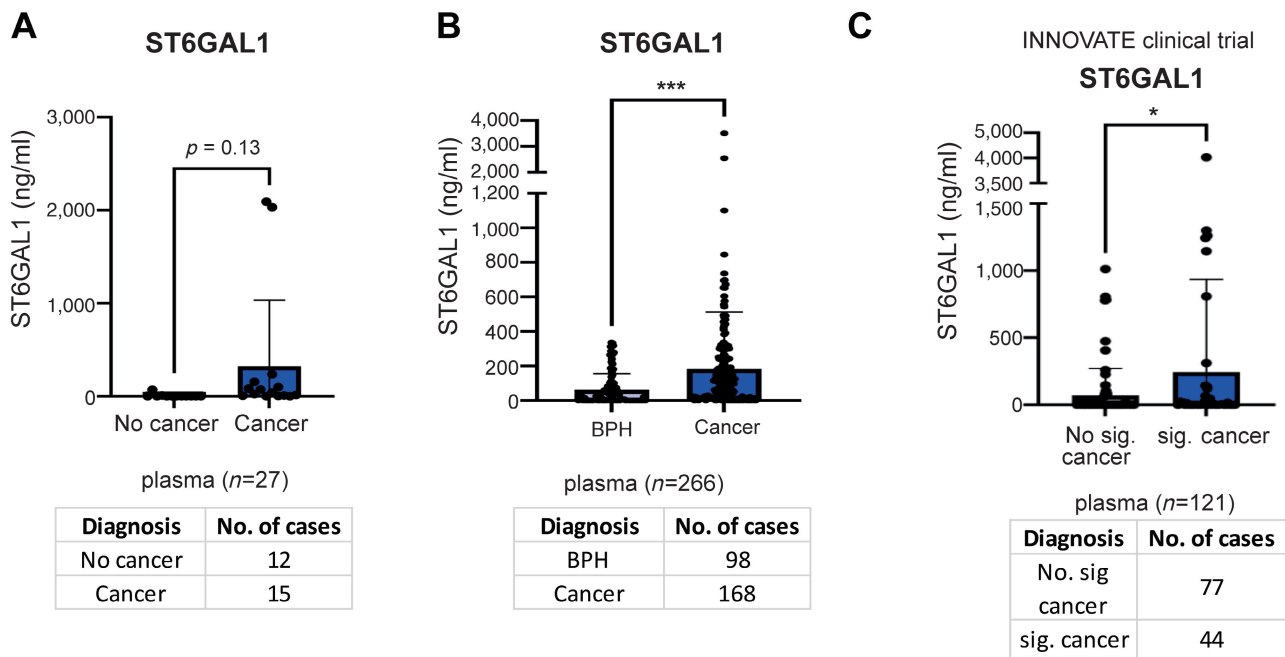 A
ST6GAL1
ST6GAL1 (ng/ml)
3,000
2,000
1,000
0
p = 0.13
No cancer
Cancer
plasma (n=27)
Diagnosis No. of cases
No cancer 12
Cancer 15
B
ST6GAL1
ST6GAL1 (ng/ml)
4,000
3,000
2,000
1,200
1,000
800
600
400
200
0
***
BPH
Cancer
plasma (n=266)
Diagnosis No. of cases
BPH 98
Cancer 168
C
INNOVATE clinical trial
ST6GAL1
ST6GAL1 (ng/ml)
5,000
4,000
3,500
1,500
1,000
500
0
*
No sig.
cancer
sig. cancer
plasma (n=121)
Diagnosis No. of cases
No. sig
cancer 77
sig. cancer 44